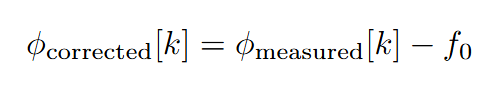 ϕ_corrected[k] = ϕ_measured[k] − f_0